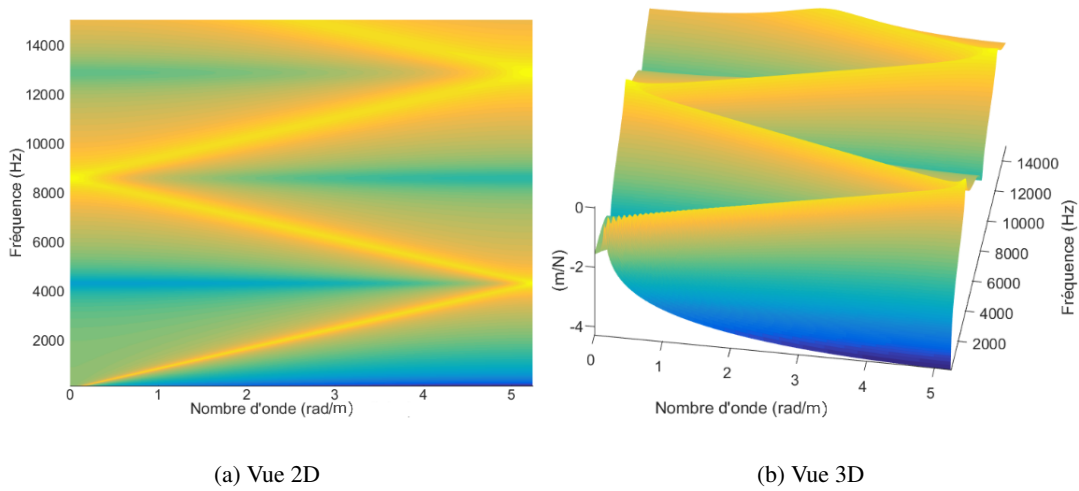 14000
12000
10000
8000
6000
4000
2000
Fréquence (Hz)
0 1 2 3 4 5
Nombre d'onde (rad/m)
(a) Vue 2D
0
-2
-4
(m/N)
0 1 2 3 4 5
Nombre d'onde (rad/m)
14000
12000
10000
8000
6000
4000
2000
Fréquence (Hz)
(b) Vue 3D